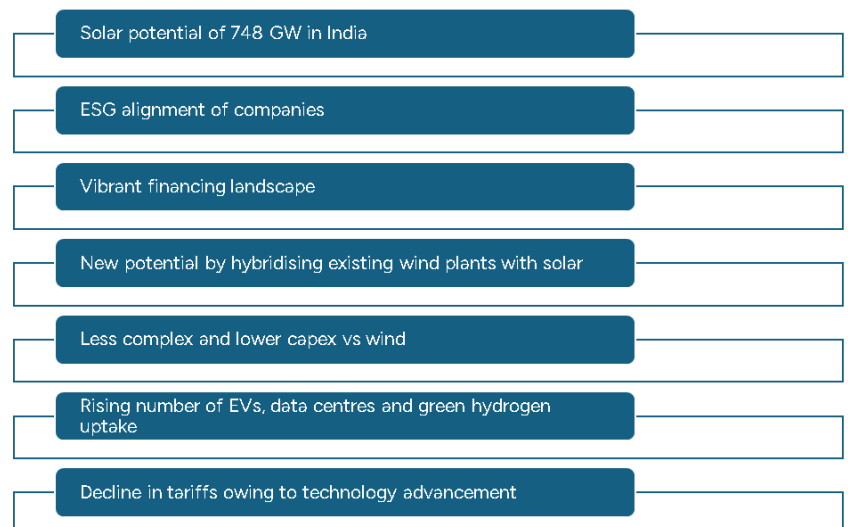 Solar potential of 748 GW in India
ESG alignment of companies
Vibrant financing landscape
New potential by hybridising existing wind plants with solar
Less complex and lower capex vs wind
Rising number of EVs, data centres and green hydrogen
uptake
Decline in tariffs owing to technology advancement